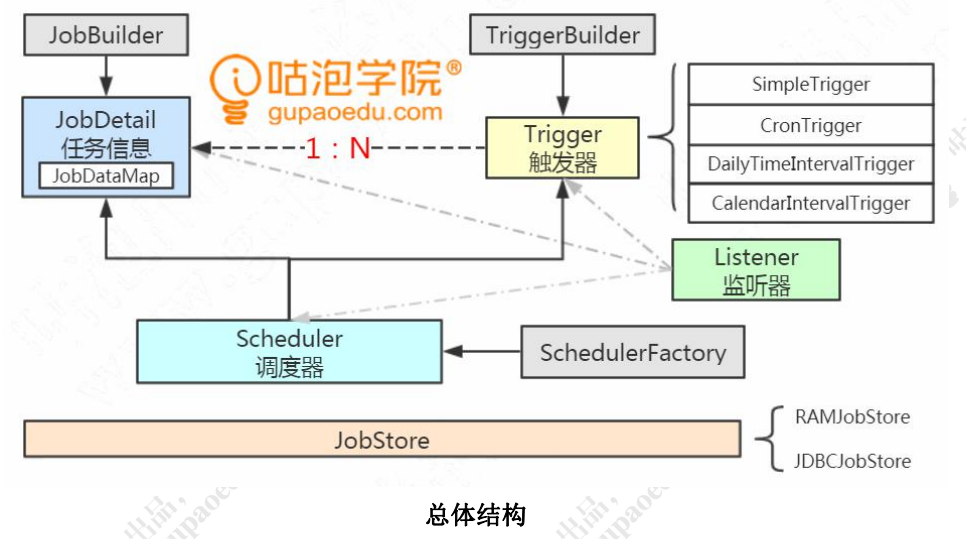 JobBuilder
TriggerBuilder
咕泡学院®
gupaoedu.com
JobDetail
任务信息
JobDataMap
1：N
Trigger
触发器
SimpleTrigger
CronTrigger
DailyTimeIntervalTrigger
CalendarIntervalTrigger
Listener
监听器
Scheduler
调度器
SchedulerFactory
JobStore
RAMJobStore
JDBCJobStore
总体结构